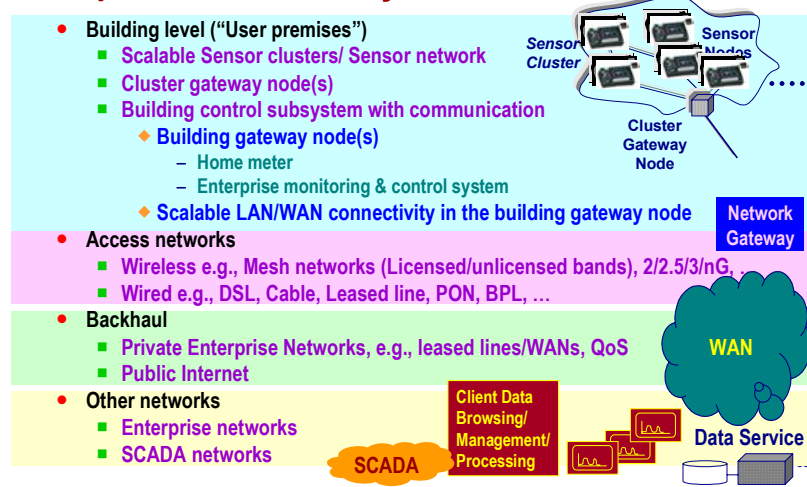 Building level (“User premises”)
Scalable Sensor clusters/ Sensor network
Cluster gateway node(s)
Building control subsystem with communication
Building gateway node(s)
– Home meter
– Enterprise monitoring & control system
Scalable LAN/WAN connectivity in the building gateway node
Sensor
Cluster
Sensor
Nodes
Cluster
Gateway
Node
Network
Gateway
Access networks
Wireless e.g., Mesh networks (Licensed/unlicensed bands), 2/2.5/3/nG, …
Wired e.g., DSL, Cable, Leased line, PON, BPL, …
Backhaul
Private Enterprise Networks, e.g., leased lines/WANs, QoS
Public Internet
WAN
Other networks
Enterprise networks
SCADA networks
SCADA
Client Data
Browsing/
Management/
Processing
Data Service